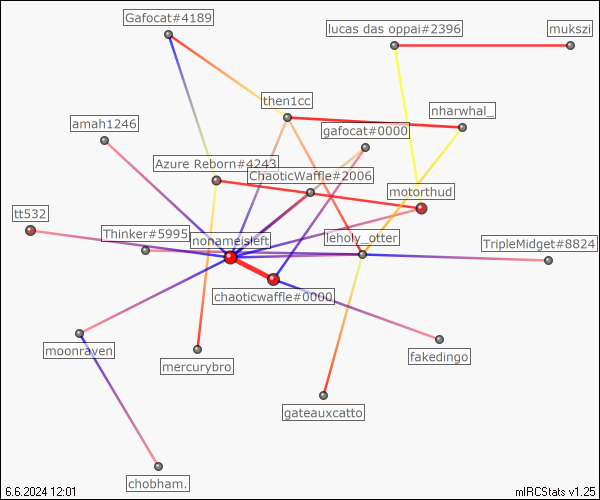 Gafocat#4189
lucas das oppai#2396
mukszi
then1cc
nharwhal_
amah1246
gafocat#0000
Azure Reborn#4243
ChaoticWaffle#2006
motorthud
tt532
Thinker#5995
nonameisleft
leholy_otter
TripleMidget#8824
chaoticwaffle#0000
moonraven
mercurybro
fakedingo
gateauxcatto
chobham.
6.6.2024 12:01
mIRCStats v1.25